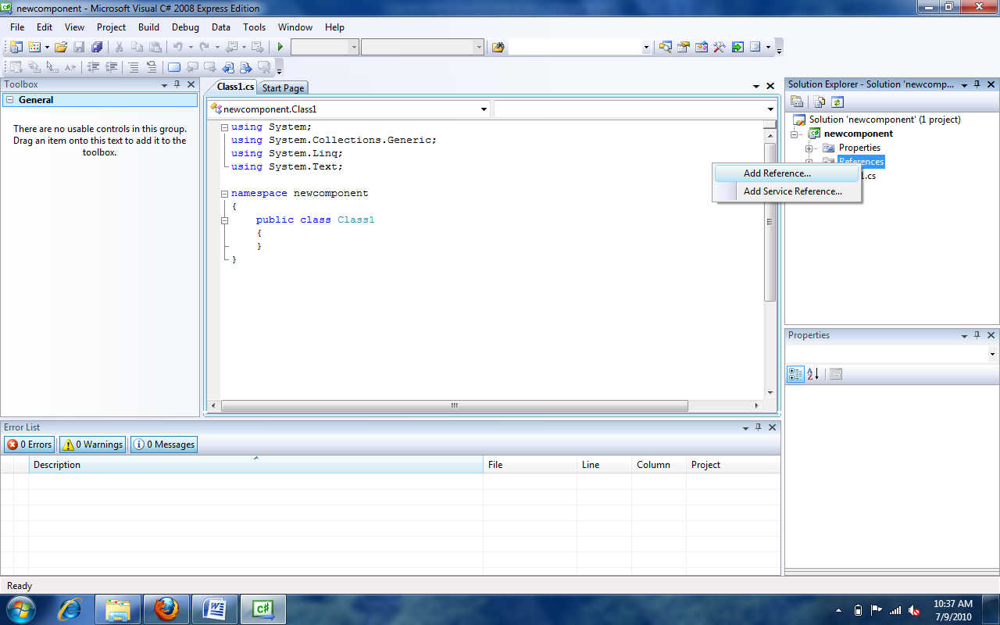 newcomponent - Microsoft Visual C# 2008 Express Edition
File Edit View Project Build Debug Data Tools Window Help
Toolbox
General
There are no usable controls in this group.
Drag an item onto this text to add it to the
toolbox.
Class1.cs Start Page
newcomponent.Class1
using System;
using System.Collections.Generic;
using System.Linq;
using System.Text;
namespace newcomponent
{
public class Class1
{
}
}
Solution Explorer - Solution 'newcomp...
Solution 'newcomponent' (1 project)
newcomponent
Properties
References
1.cs
Add Reference...
Add Service Reference...
Properties
Error List
0 Errors 0 Warnings 0 Messages
Description File Line Column Project
Ready
10:37 AM
7/9/2010